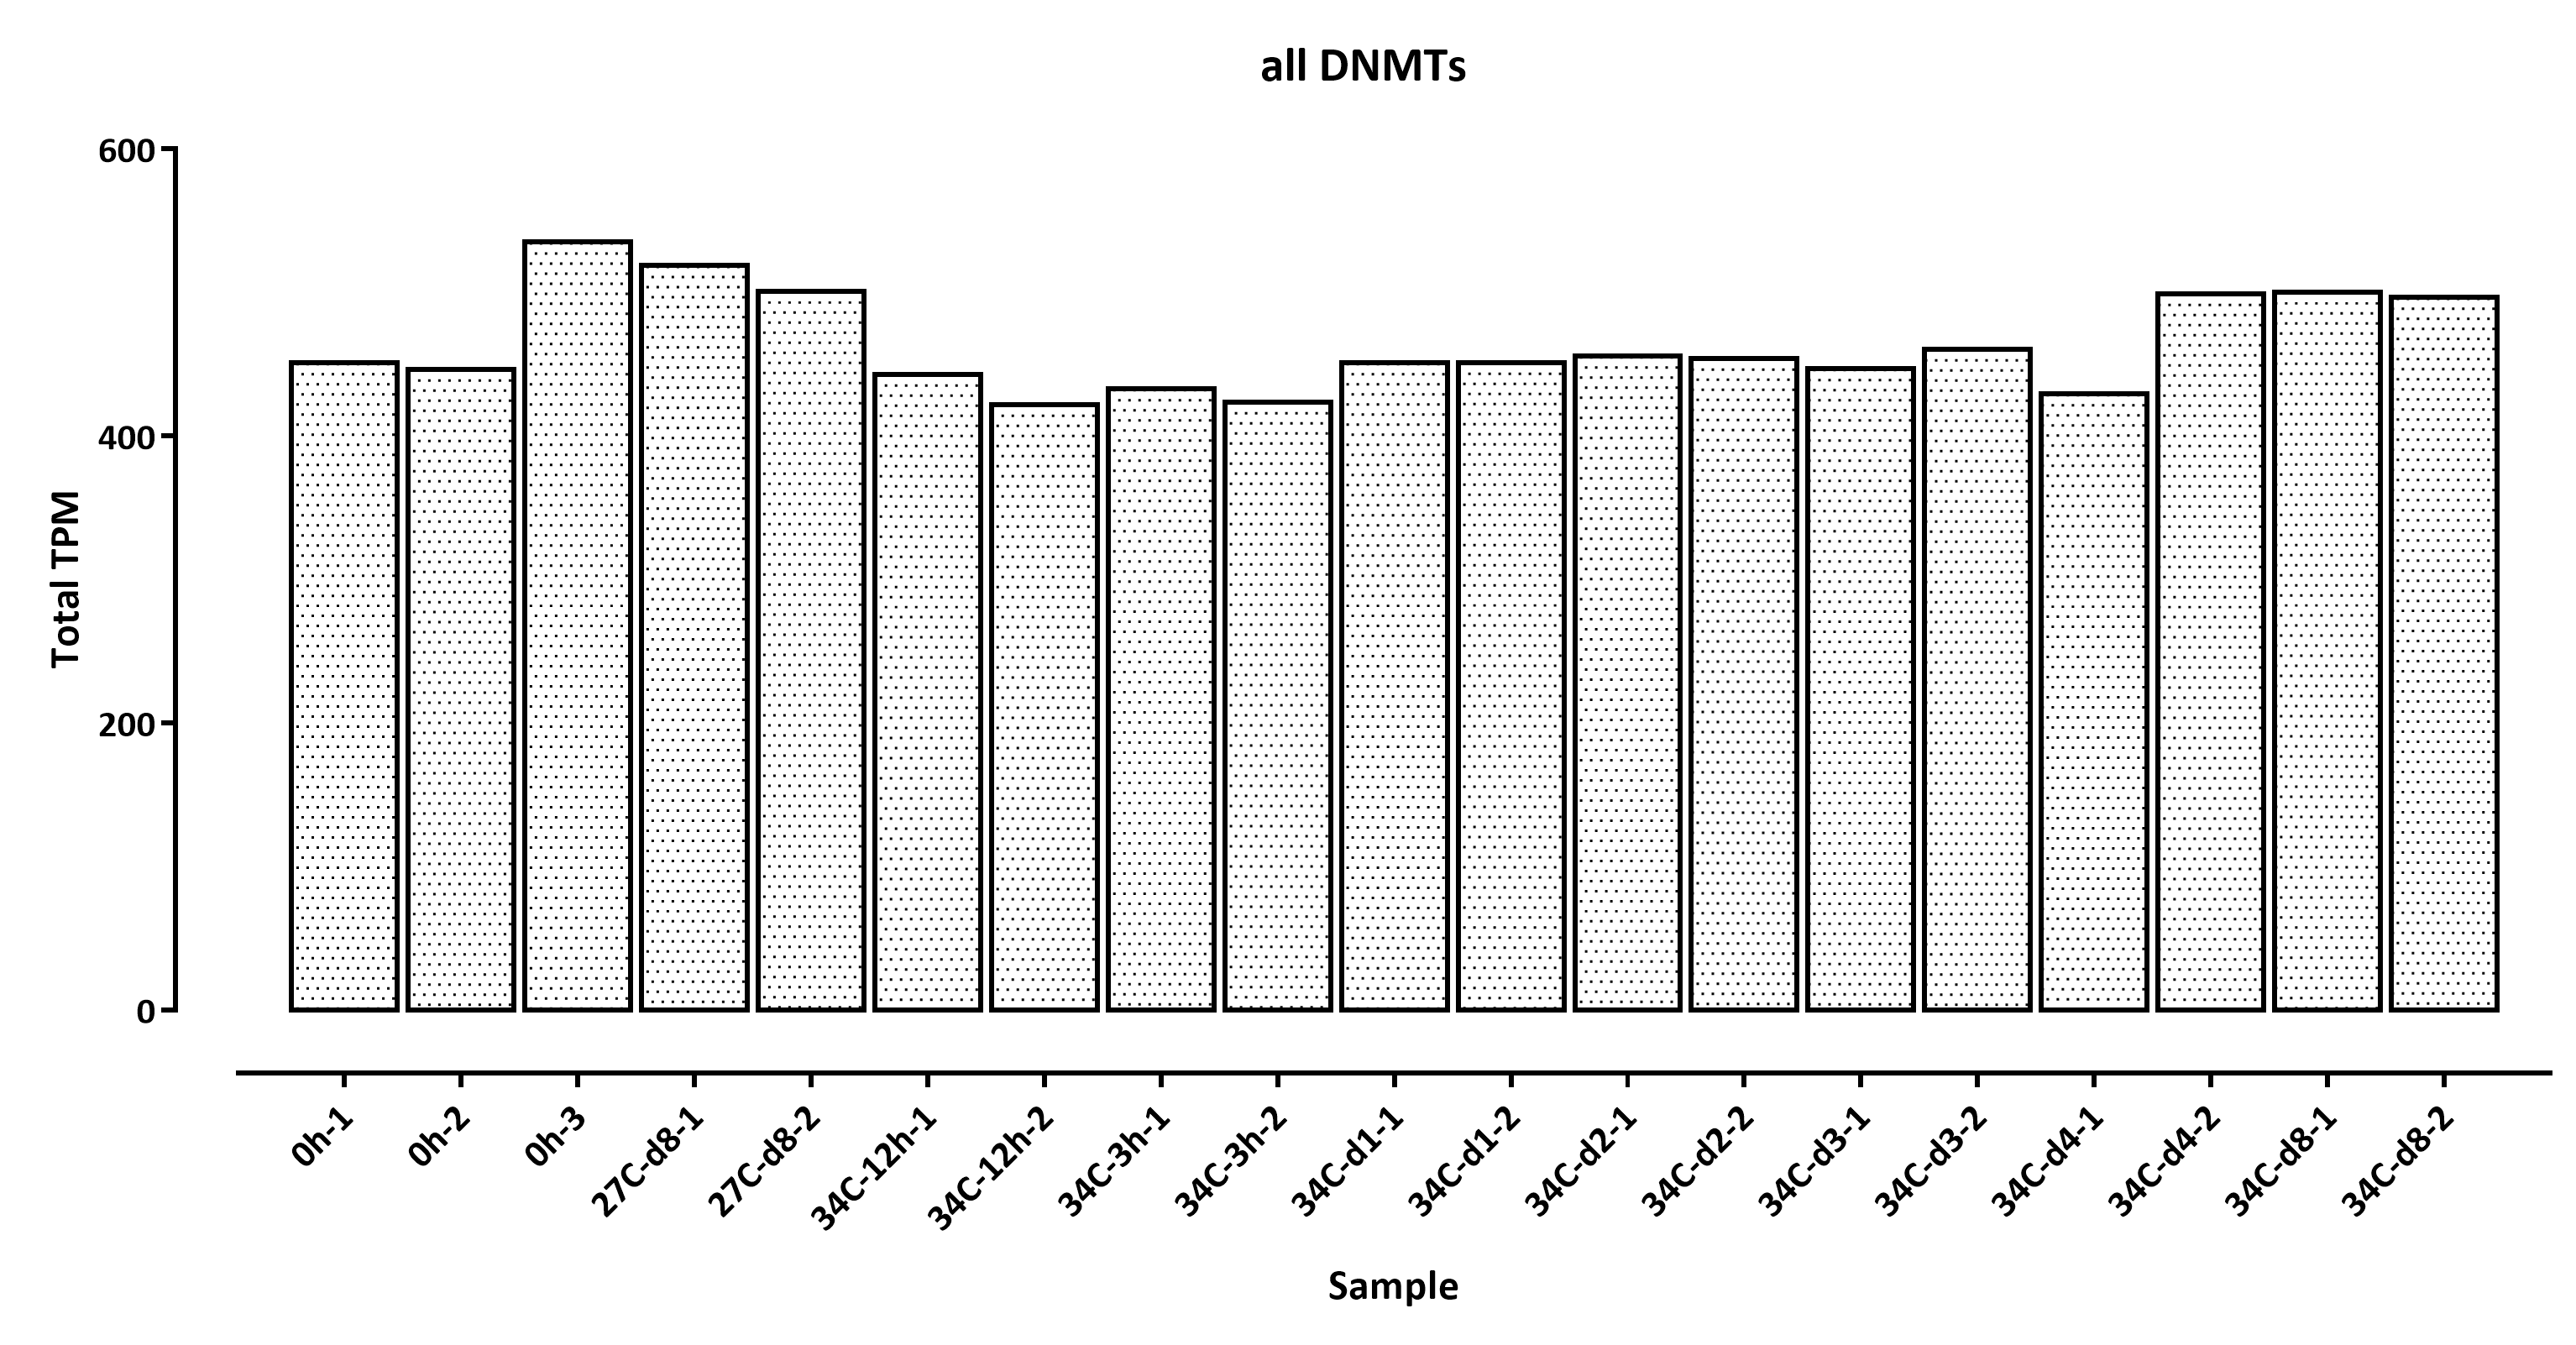 all DNMTs
600
400
200
0
Total TPM
0h-1
0h-2
0h-3
27C-d8-1
27C-d8-2
34C-12h-1
34C-12h-2
34C-3h-1
34C-3h-2
34C-d1-1
34C-d1-2
34C-d2-1
34C-d2-2
34C-d3-1
34C-d3-2
34C-d4-1
34C-d4-2
34C-d8-1
34C-d8-2
Sample